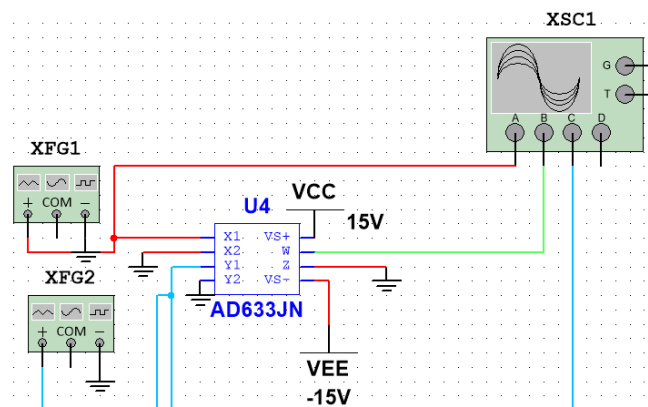 XSC1
G
T
A B C D
XFG1
+ COM −
U4
VCC
15V
X1 VS+
X2 W
Y1 Z
Y2 VS-
AD633JN
XFG2
+ COM −
VEE
-15V